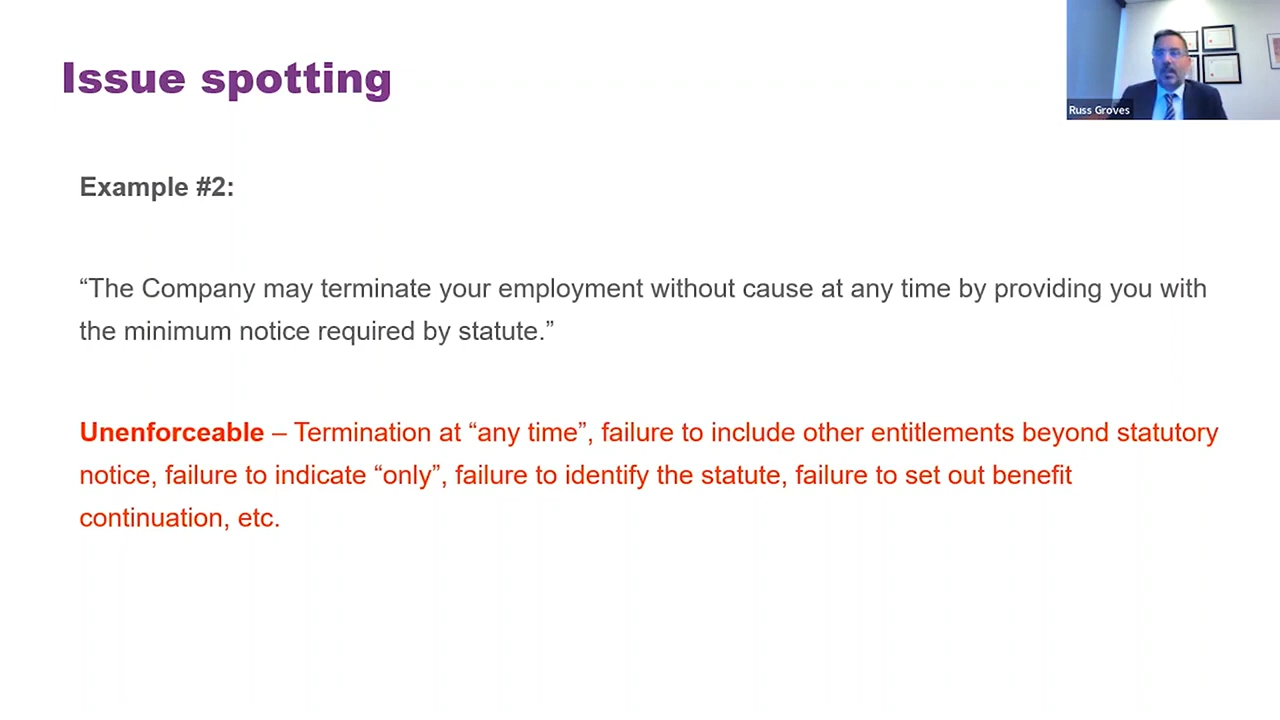 Issue spotting
Russ Groves
Example #2:
“The Company may terminate your employment without cause at any time by providing you with
the minimum notice required by statute.”
Unenforceable – Termination at “any time”, failure to include other entitlements beyond statutory
notice, failure to indicate “only”, failure to identify the statute, failure to set out benefit
continuation, etc.